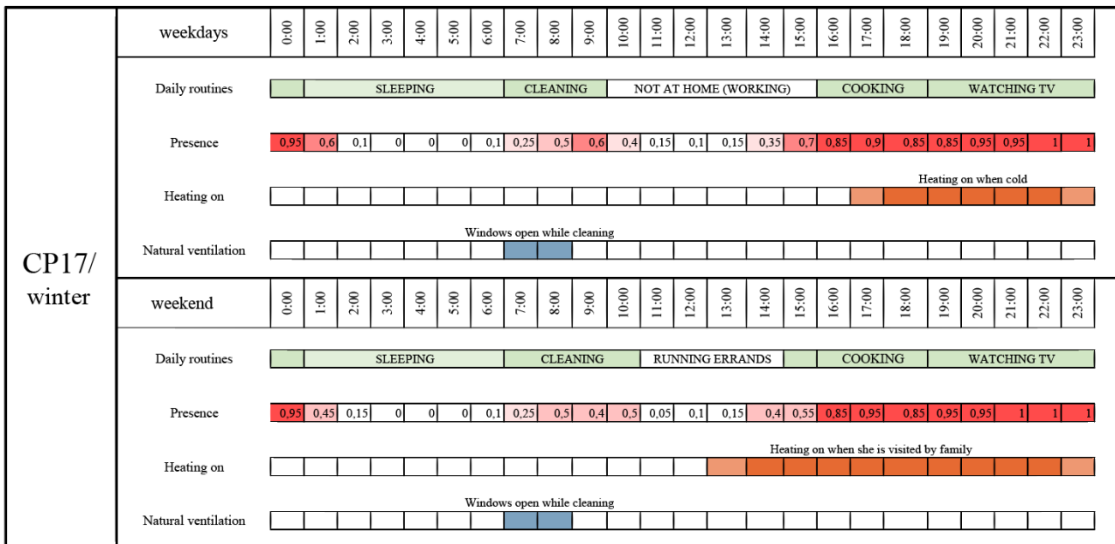 CP17/
winter
weekdays 0:00 1:00 2:00 3:00 4:00 5:00 6:00 7:00 8:00 9:00 10:00 11:00 12:00 13:00 14:00 15:00 16:00 17:00 18:00 19:00 20:00 21:00 22:00 23:00
Daily routines SLEEPING CLEANING NOT AT HOME (WORKING) COOKING WATCHING TV
Presence 0,95 0,6 0,1 0 0 0 0,1 0,25 0,5 0,6 0,4 0,15 0,1 0,15 0,35 0,7 0,85 0,9 0,85 0,85 0,95 0,95 1 1
Heating on when cold
Heating on
Windows open while cleaning
Natural ventilation
weekend 0:00 1:00 2:00 3:00 4:00 5:00 6:00 7:00 8:00 9:00 10:00 11:00 12:00 13:00 14:00 15:00 16:00 17:00 18:00 19:00 20:00 21:00 22:00 23:00
Daily routines SLEEPING CLEANING RUNNING ERRANDS COOKING WATCHING TV
Presence 0,95 0,45 0,15 0 0 0 0,1 0,25 0,5 0,4 0,5 0,05 0,1 0,15 0,4 0,55 0,85 0,95 0,85 0,95 0,95 1 1 1
Heating on when she is visited by family
Heating on
Windows open while cleaning
Natural ventilation